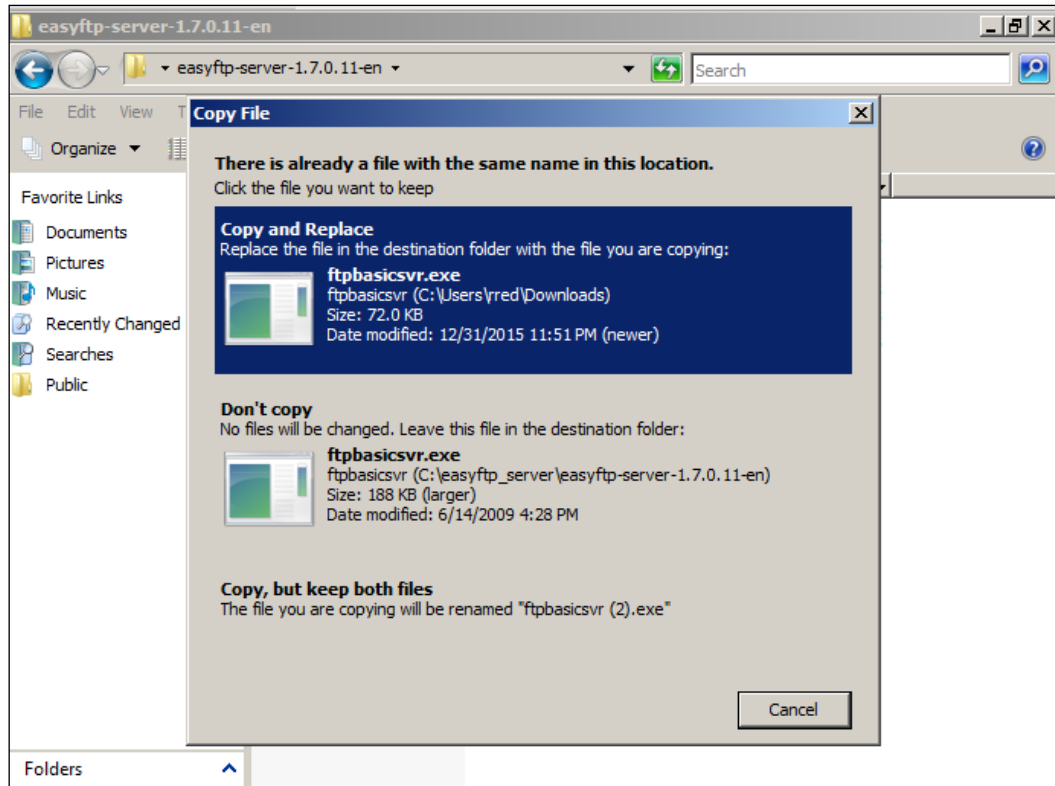 easyftp-server-1.7.0.11-en
easyftp-server-1.7.0.11-en
Search
File Edit View T
Organize
Copy File
There is already a file with the same name in this location.
Click the file you want to keep
Favorite Links
Documents
Pictures
Music
Recently Changed
Searches
Public
Copy and Replace
Replace the file in the destination folder with the file you are copying:
ftpbasicsvr.exe
ftpbasicsvr (C:\Users\rred\Downloads)
Size: 72.0 KB
Date modified: 12/31/2015 11:51 PM (newer)
Don't copy
No files will be changed. Leave this file in the destination folder:
ftpbasicsvr.exe
ftpbasicsvr (C:\easyftp_server\easyftp-server-1.7.0.11-en)
Size: 188 KB (larger)
Date modified: 6/14/2009 4:28 PM
Copy, but keep both files
The file you are copying will be renamed "ftpbasicsvr (2).exe"
Cancel
Folders